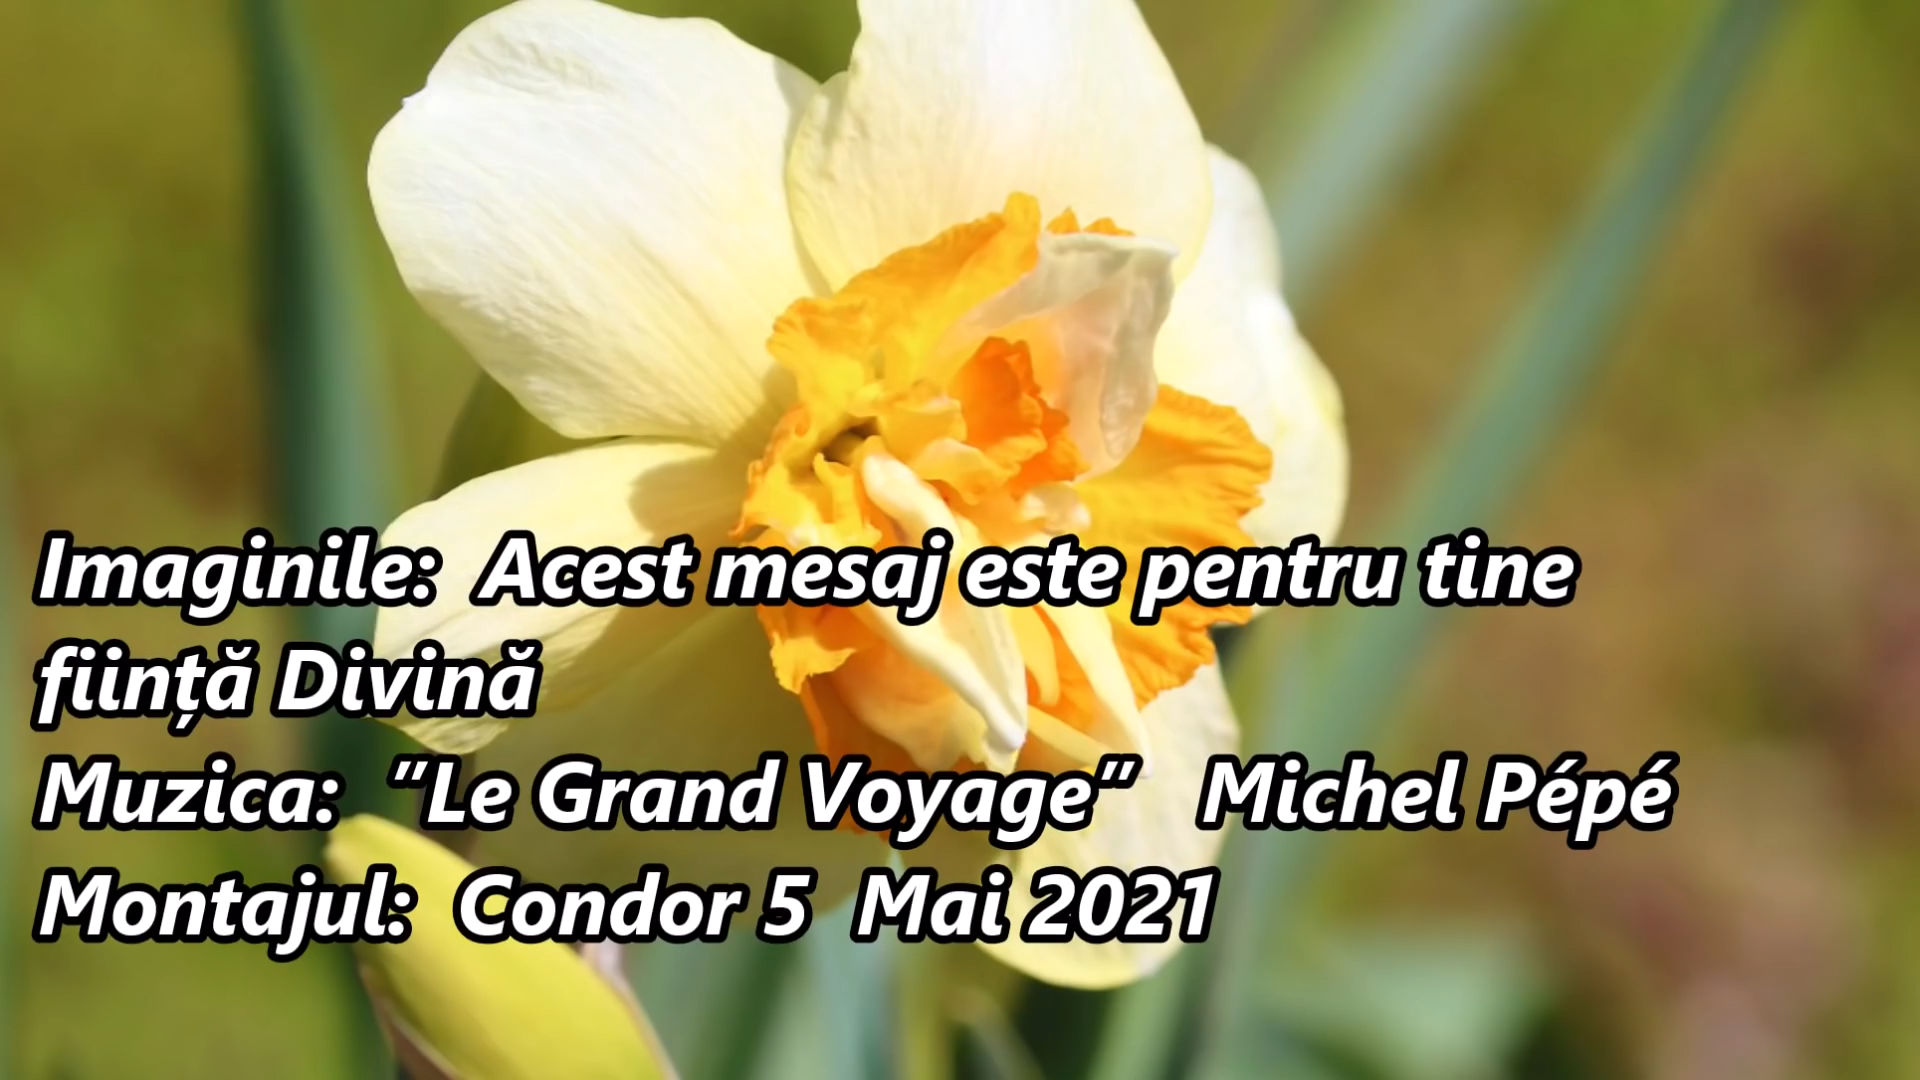 Imaginile:  Acest mesaj este pentru tine
ființă Divină
Muzica:  ”Le Grand Voyage”   Michel Pépé
Montajul:  Condor 5  Mai 2021